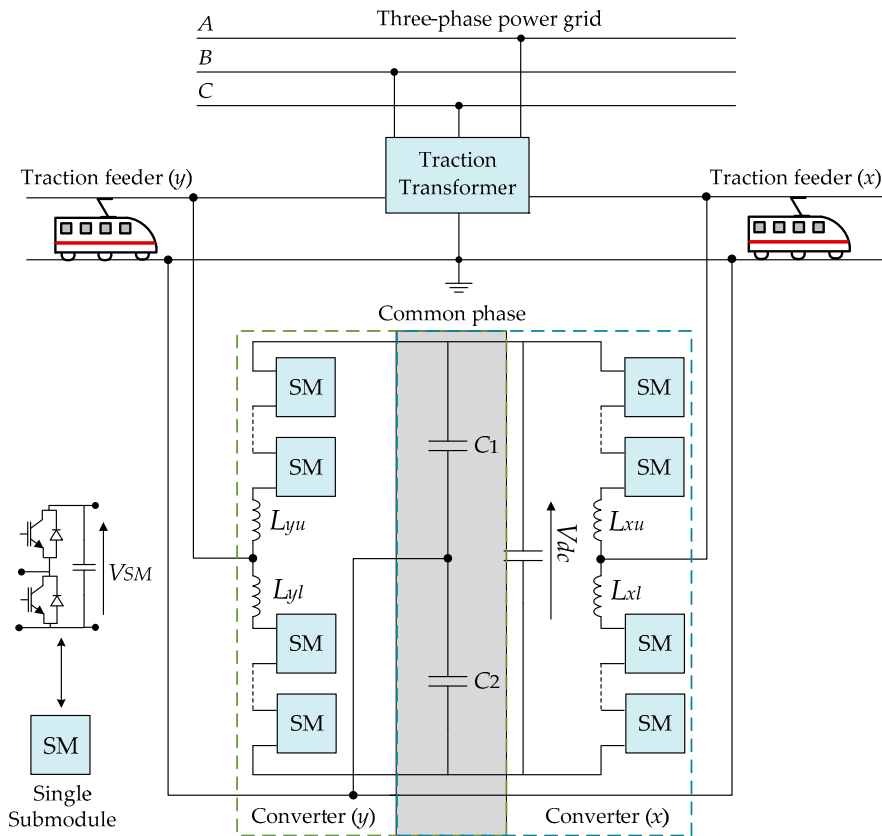 Three-phase power grid
A
B
C
Traction
Transformer
Traction feeder (y)
Traction feeder (x)
Common phase
SM
SM
SM
SM
C1
Lyu
Vdc
Lxu
VSM
Lyl
Lxl
SM
SM
C2
SM
SM
SM
Single
Submodule
Converter (y)
Converter (x)